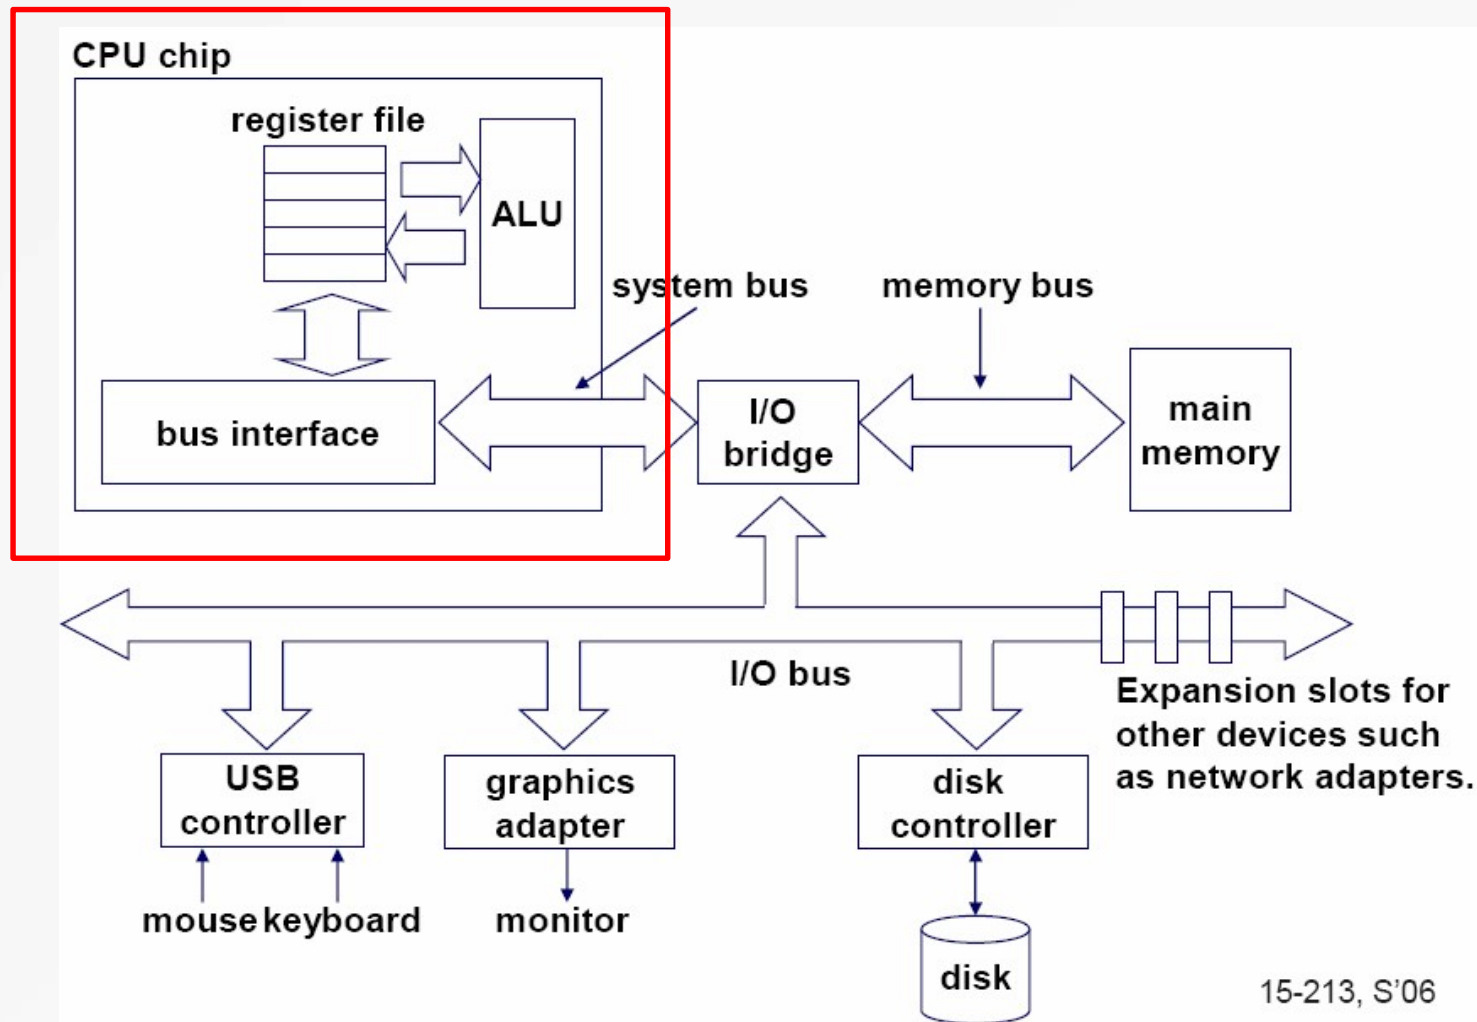 CPU chip
register file
ALU
system bus
memory bus
bus interface
I/O
bridge
main
memory
I/O bus
Expansion slots for
other devices such
as network adapters.
USB
controller
graphics
adapter
disk
controller
mouse keyboard
monitor
disk
15-213, S’06